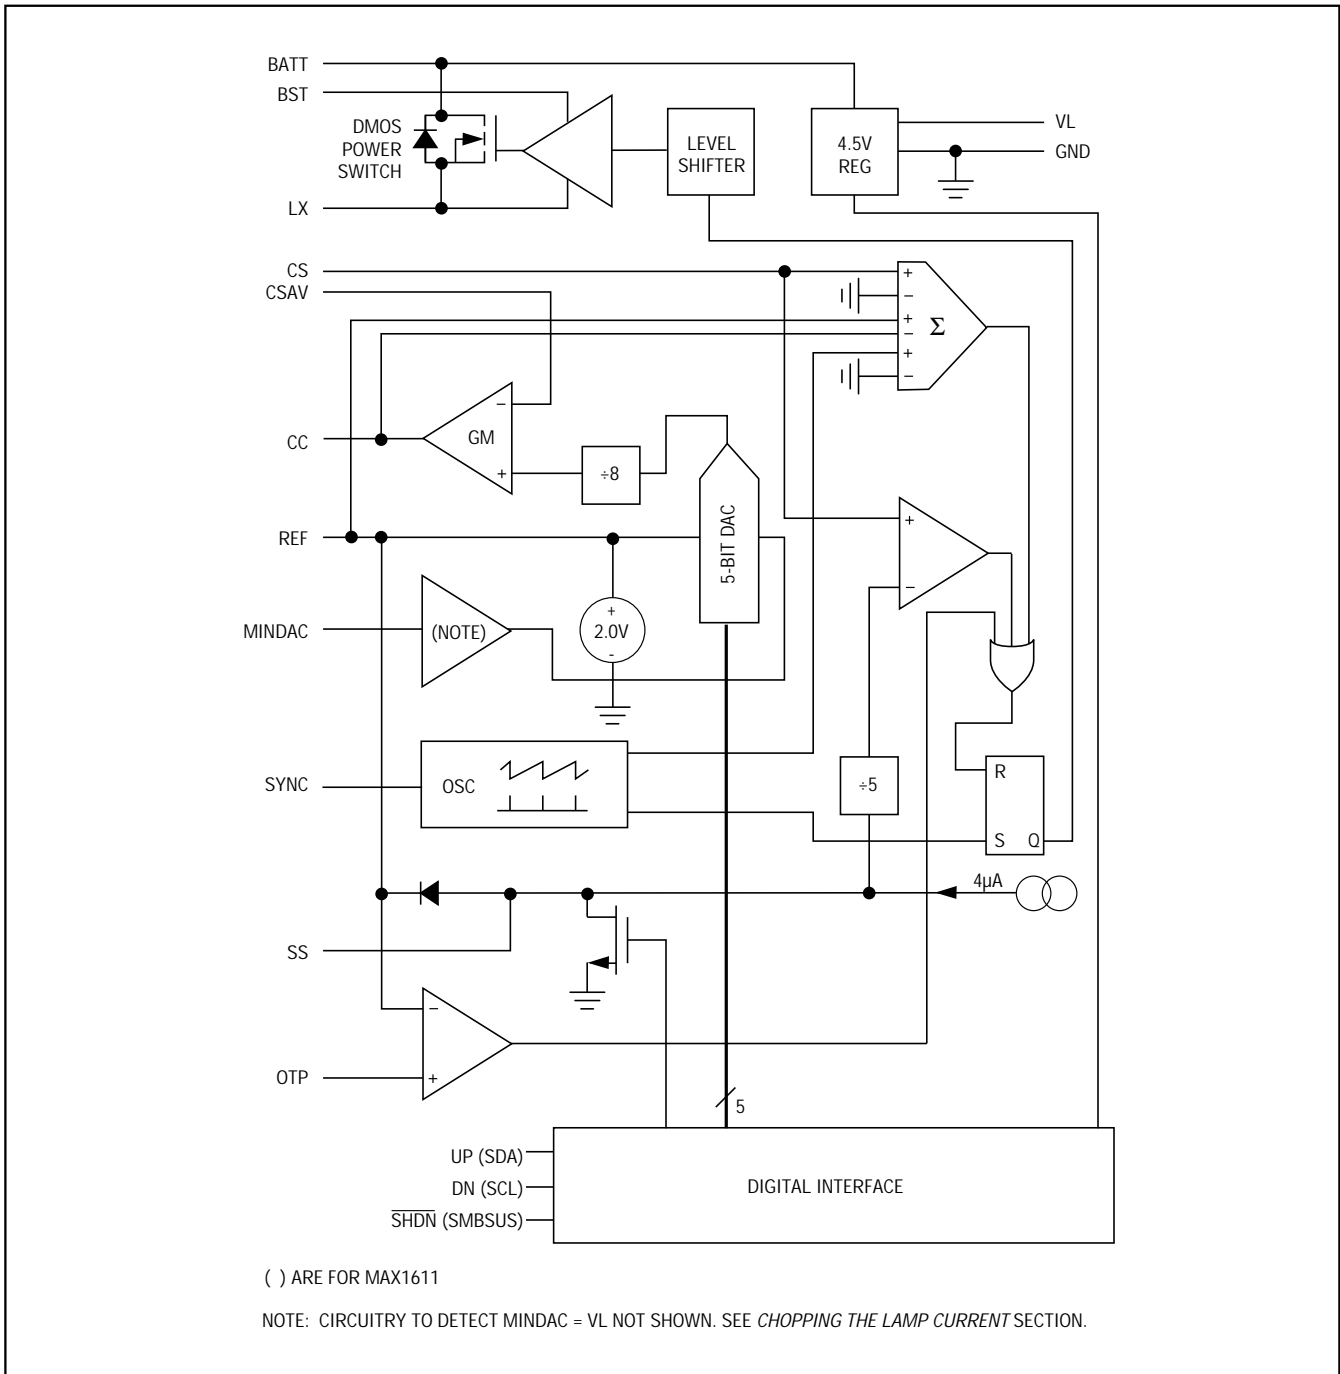 BATT
BST
DMOS
POWER
SWITCH
LX
LEVEL
SHIFTER
4.5V
REG
VL
GND
CS
CSAV
+
−
+
−
+
−
Σ
CC
−
GM
+
÷8
5-BIT DAC
REF
+
−
MINDAC
(NOTE)
+
2.0V
-
SYNC
OSC
÷5
R
S Q
4µA
SS
−
+
OTP
5
UP (SDA)
DN (SCL)
SHDN (SMBSUS)
DIGITAL INTERFACE
( ) ARE FOR MAX1611
NOTE: CIRCUITRY TO DETECT MINDAC = VL NOT SHOWN. SEE CHOPPING THE LAMP CURRENT SECTION.